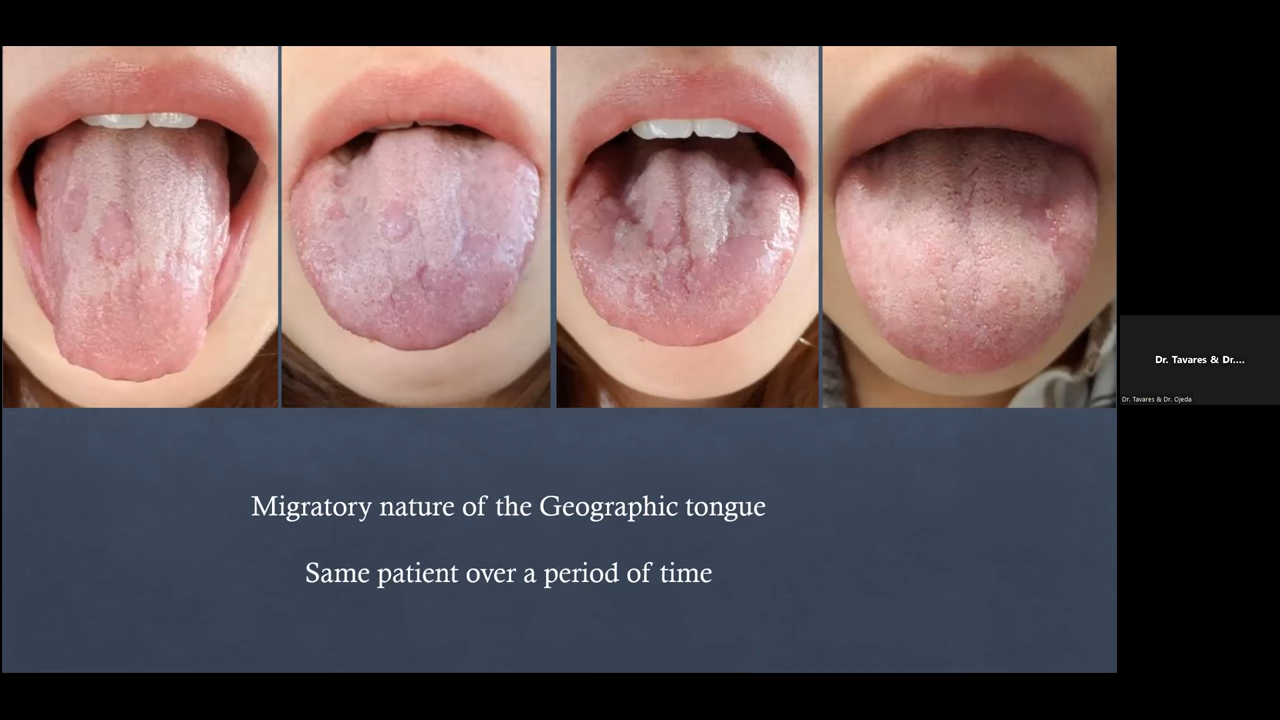 Migratory nature of the Geographic tongue
Same patient over a period of time
Dr. Tavares & Dr....
Dr. Tavares & Dr. Ojeda